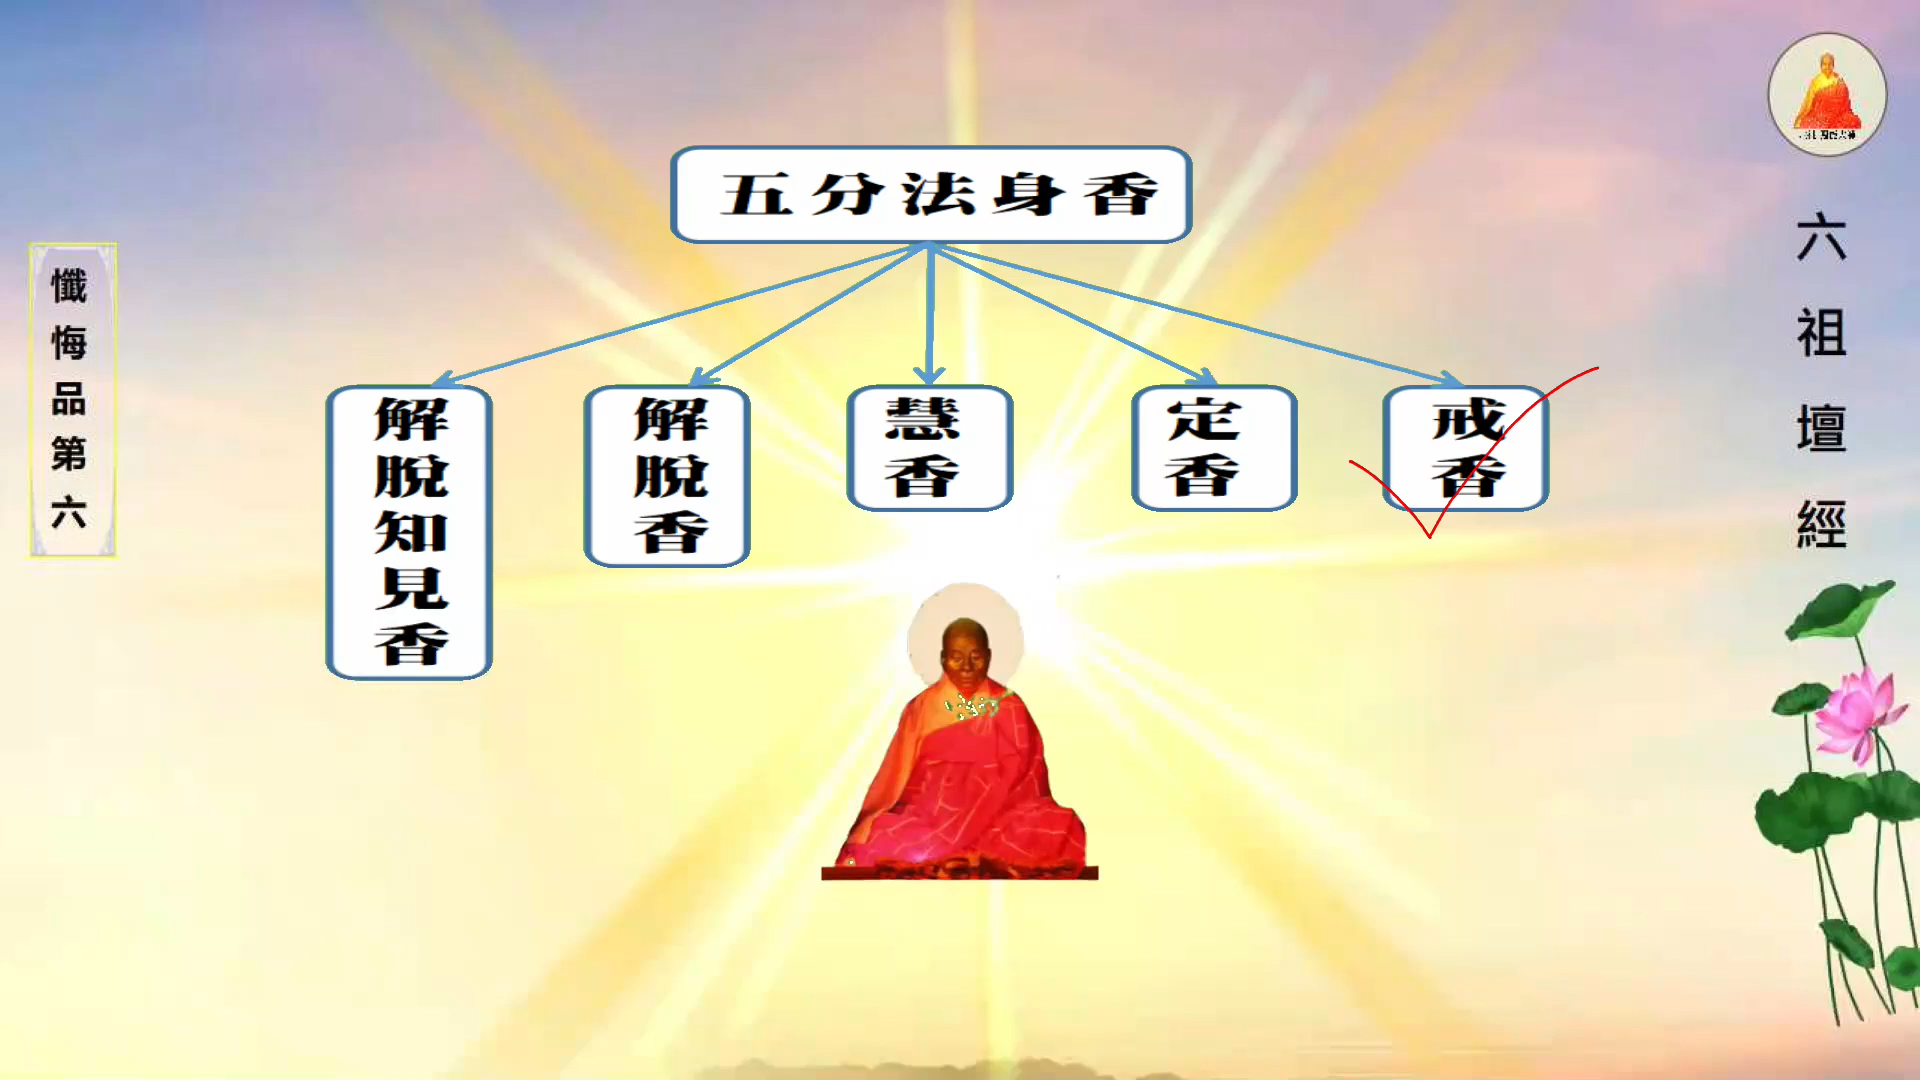 六祖壇經
五分法身香
戒香
定香
慧香
解脫香
解脫知見香
懺悔品第六